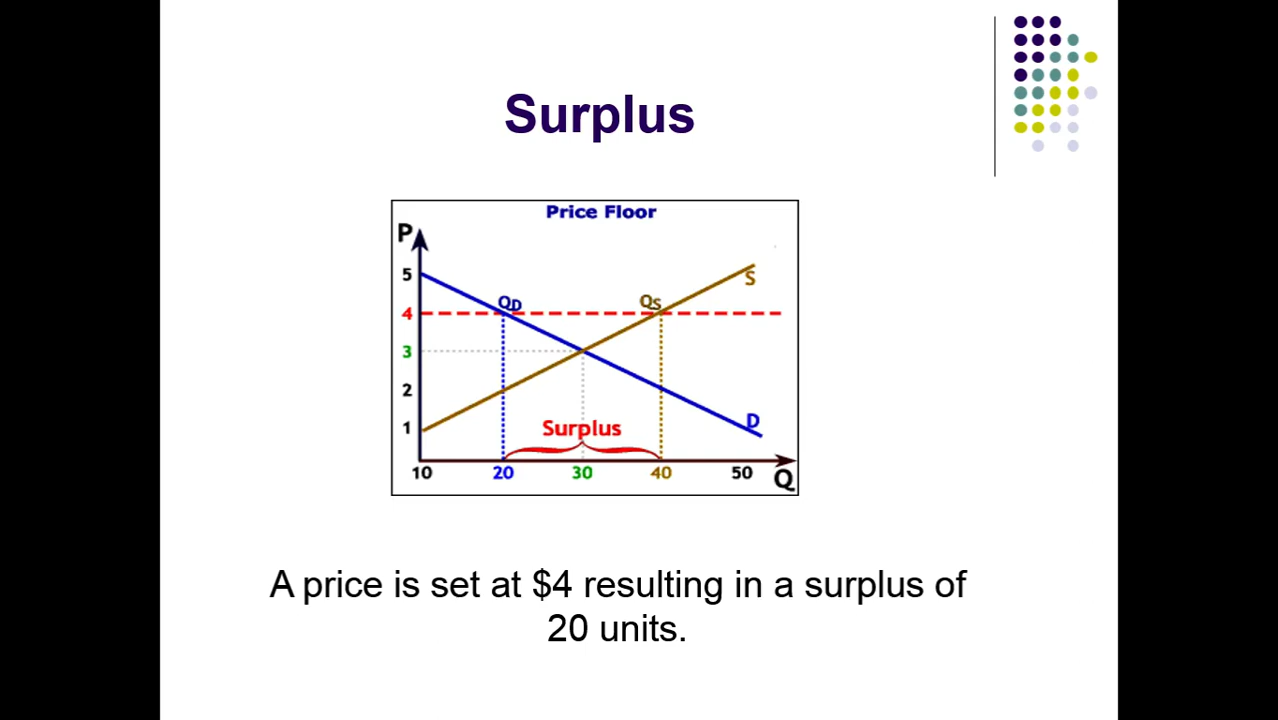 Surplus
Price Floor
P
5
QD
QS
S
4
3
2
D
1
Surplus
10 20 30 40 50
Q
A price is set at $4 resulting in a surplus of
20 units.